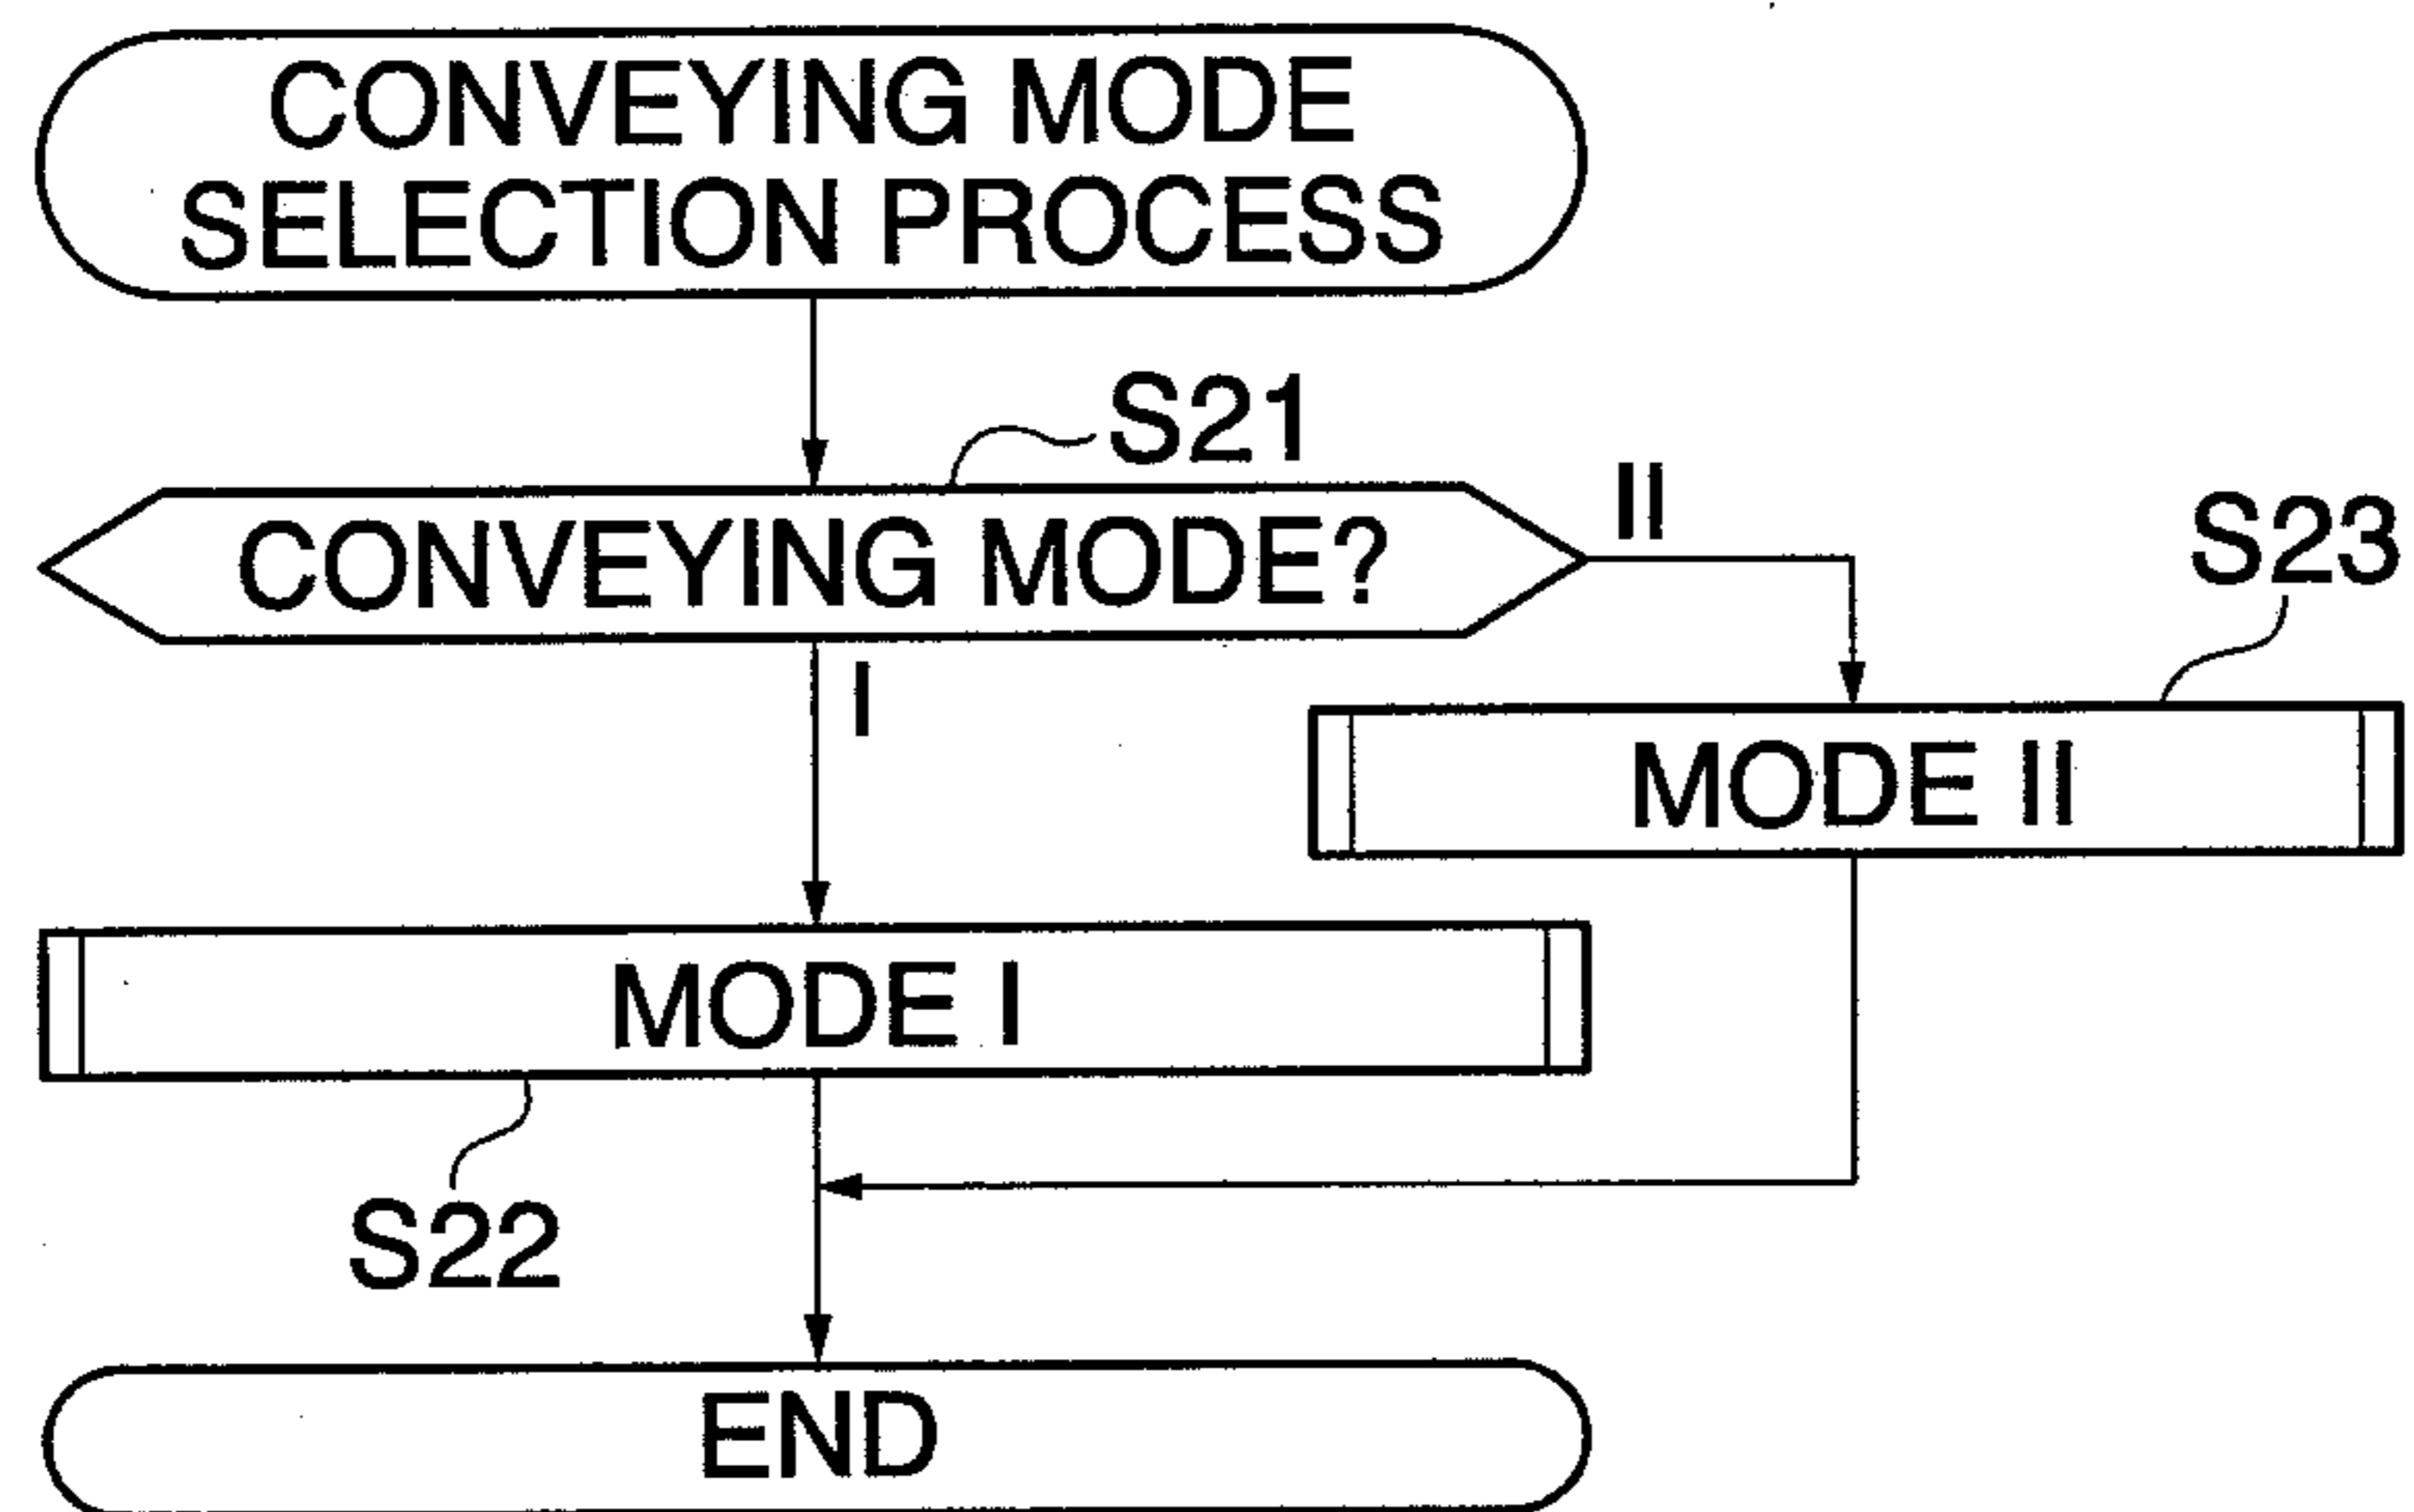 CONVEYING MODE
SELECTION PROCESS
S21
CONVEYING MODE?
II
S23
I
MODE II
MODE I
S22
END